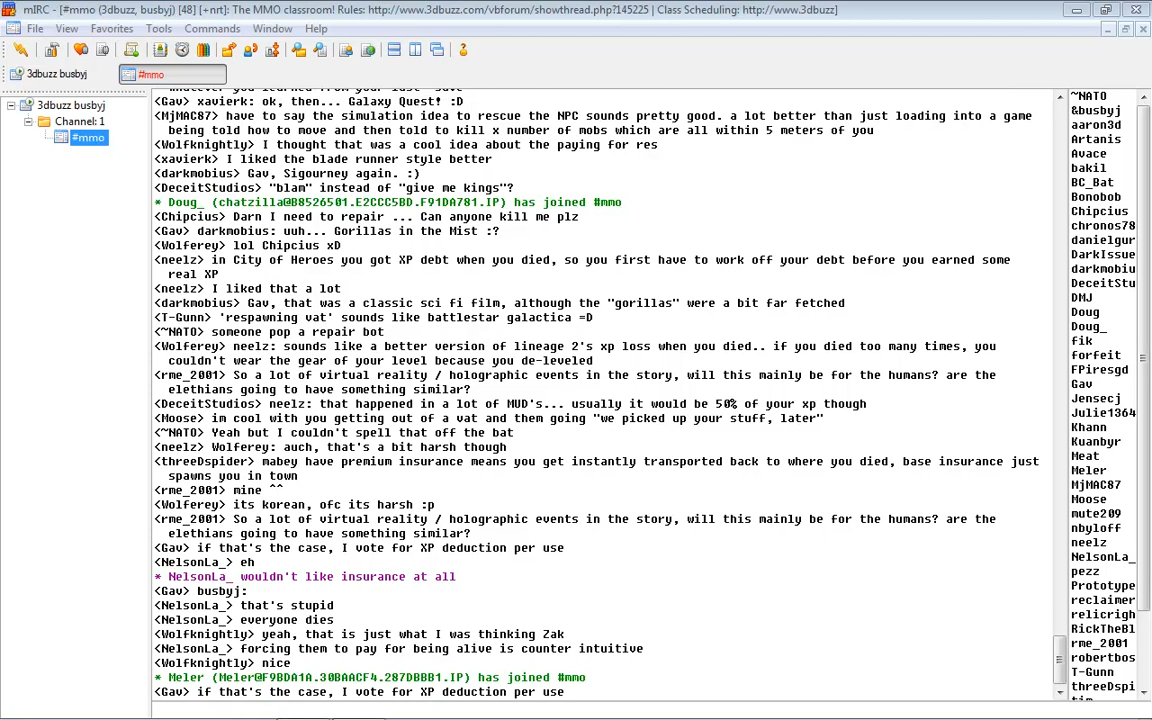 mIRC - [#mmo (3dbuzz, busbyj) [48] [+nrt]: The MMO classroom! Rules: http://www.3dbuzz.com/vbforum/showthread.php?145225 | Class Scheduling: http://www.3dbuzz]
File View Favorites Tools Commands Window Help
3dbuzz busbyj #mmo
3dbuzz busbyj
Channel: 1
#mmo
<Gav> xavierk: ok, then... Galaxy Quest! :D
<MjMAC87> have to say the simulation idea to rescue the NPC sounds pretty good. a lot better than just loading into a game
being told how to move and then told to kill x number of mobs which are all within 5 meters of you
<Wolfknightly> I thought that was a cool idea about the paying for res
<xavierk> I liked the blade runner style better
<darkmobius> Gav, Sigourney again. :)
<DeceitStudios> "blam" instead of "give me kings"?
* Doug_ (chatzilla@B8526501.E2CCC5BD.F91DA781.IP) has joined #mmo
<Chipcius> Darn I need to repair ... Can anyone kill me plz
<Gav> darkmobius: uuh... Gorillas in the Mist :?
<Wolferey> lol Chipcius xD
<neelz> in City of Heroes you got XP debt when you died, so you first have to work off your debt before you earned some
real XP
<neelz> I liked that a lot
<darkmobius> Gav, that was a classic sci fi film, although the "gorillas" were a bit far fetched
<T-Gunn> 'respawning vat' sounds like battlestar galactica =D
<~NATO> someone pop a repair bot
<Wolferey> neelz: sounds like a better version of lineage 2's xp loss when you died.. if you died too many times, you
couldn't wear the gear of your level because you de-leveled
<rme_2001> So a lot of virtual reality / holographic events in the story, will this mainly be for the humans? are the
elethians going to have something similar?
<DeceitStudios> neelz: that happened in a lot of MUD's... usually it would be 50% of your xp though
<Moose> im cool with you getting out of a vat and them going "we picked up your stuff, later"
<~NATO> Yeah but I couldn't spell that off the bat
<neelz> Wolferey: auch, that's a bit harsh though
<threeDspider> mabey have premium insurance means you get instantly transported back to where you died, base insurance just
spawns you in town
<rme_2001> mine ^^
<Wolferey> its korean, ofc its harsh :p
<rme_2001> So a lot of virtual reality / holographic events in the story, will this mainly be for the humans? are the
elethians going to have something similar?
<Gav> if that's the case, I vote for XP deduction per use
<NelsonLa_> eh
* NelsonLa_ wouldn't like insurance at all
<Gav> busbyj:
<NelsonLa_> that's stupid
<NelsonLa_> everyone dies
<Wolfknightly> yeah, that is just what I was thinking Zak
<NelsonLa_> forcing them to pay for being alive is counter intuitive
<Wolfknightly> nice
* Meler (Meler@F9BDA1A.30BAACF4.287DBBB1.IP) has joined #mmo
<Gav> if that's the case, I vote for XP deduction per use
~NATO
&busbyj
aaron3d
Artanis
Avace
bakil
BC_Bat
Bonobob
Chipcius
chronos78
danielgur
DarkIssue
darkmobiu
DeceitStu
DMJ
Doug
Doug_
fik
forfeit
FPiresgd
Gav
Jensecj
Julie1364
Khann
Kuanbyr
Meat
Meler
MjMAC87
Moose
mute209
nbyloff
neelz
NelsonLa_
pezz
Prototype
reclaimer
relicrigh
RickTheBl
rme_2001
robertbos
T-Gunn
threeDspi